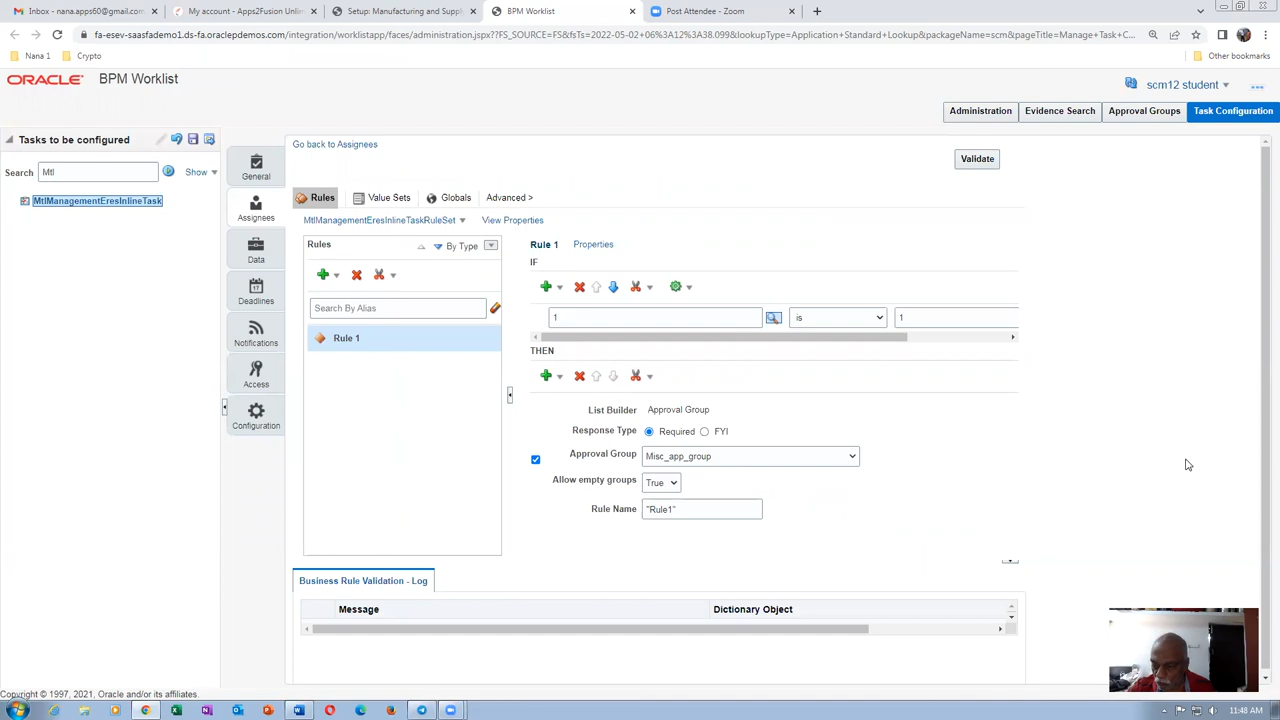 Inbox - nana.apps60@gmail.com
My account - Apps2Fusion Unlim
Setup: Manufacturing and Suppl
BPM Worklist
Post Attendee - Zoom
fa-esev-saasfademo1.ds-fa.oraclepdemos.com/integration/worklistapp/faces/administration.jspx?FS_SOURCE=FS&fsTs=2022-05-02+06%3A12%3A38.099&lookupType=Application+Standard+Lookup&packageName=scm&pageTitle=Manage+Task+C...
Nana 1
Crypto
Other bookmarks
ORACLE BPM Worklist
scm12 student
Administration
Evidence Search
Approval Groups
Task Configuration
Tasks to be configured
Search Mtl Show
MtlManagementEresInlineTask
General
Assignees
Data
17
Deadlines
Notifications
Access
Configuration
Go back to Assignees
Validate
Rules
Value Sets
Globals
Advanced >
MtlManagementEresInlineTaskRuleSet
View Properties
Rules
By Type
Search By Alias
Rule 1
Rule 1
Properties
IF
1 is 1
THEN
List Builder Approval Group
Response Type Required FYI
Approval Group Misc_app_group
Allow empty groups True
Rule Name "Rule1"
Business Rule Validation - Log
Message
Dictionary Object
Copyright © 1997, 2021, Oracle and/or its affiliates.
11:48 AM